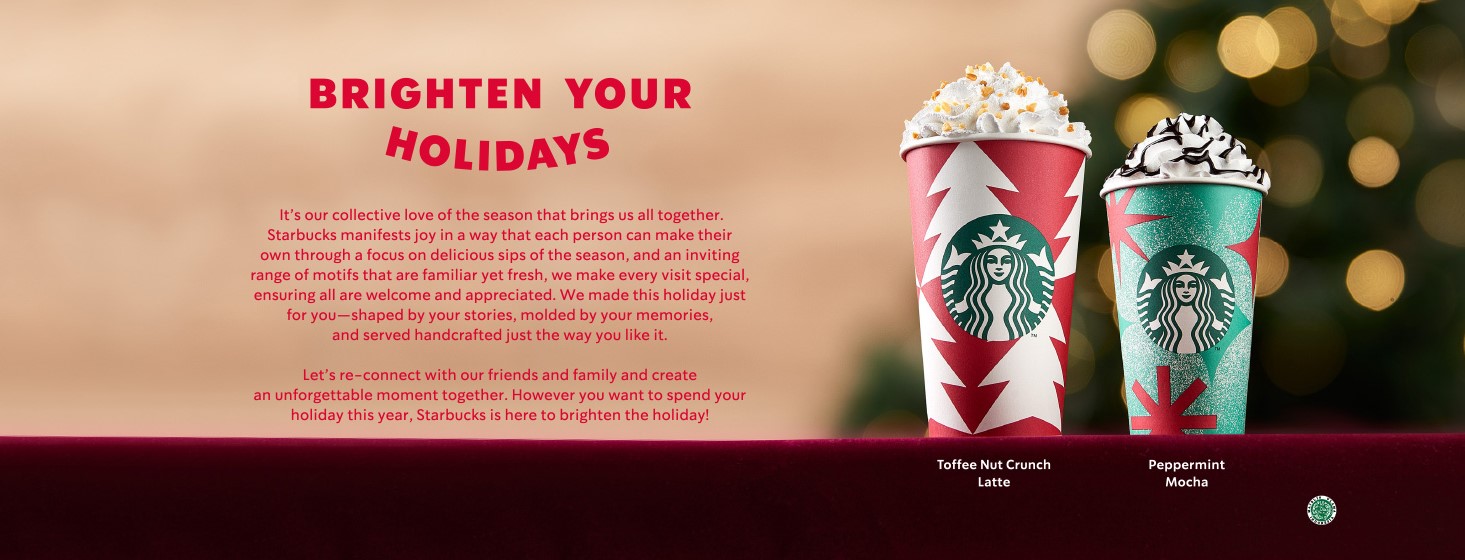 BRIGHTEN YOUR
HOLIDAYS
It's our collective love of the season that brings us all together.
Starbucks manifests joy in a way that each person can make their
own through a focus on delicious sips of the season, and an inviting
range of motifs that are familiar yet fresh, we make every visit special,
ensuring all are welcome and appreciated. We made this holiday just
for you—shaped by your stories, molded by your memories,
and served handcrafted just the way you like it.
Let's re-connect with our friends and family and create
an unforgettable moment together. However you want to spend your
holiday this year, Starbucks is here to brighten the holiday!
TM
TM
Toffee Nut Crunch
Latte
Peppermint
Mocha